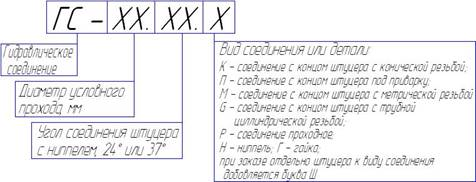 ГС - ХХ. ХХ. Х
Гидравлическое
соединение
Диаметр условного
прохода, мм
Угол соединения штуцера
с ниппелем, 24° или 37°
Вид соединения или детали:
К - соединение с концом штуцера с конической резьбой;
П - соединение с концом штуцера под приварку;
М - соединение с концом штуцера с метрической резьбой
G - соединение с концом штуцера с трубной
цилиндрической резьбой;
Р - соединение проходное;
Н - ниппель; Г - гайка;
при заказе отдельно штуцера к виду соединения
добовляется буква Ш